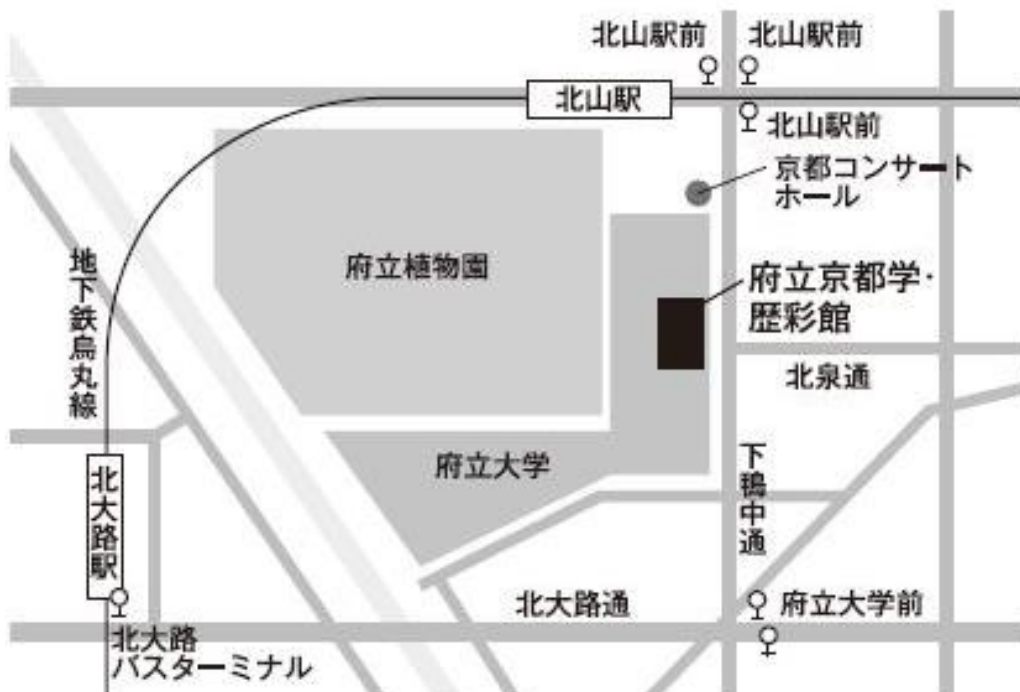 北山駅前
北山駅前
北山駅
北山駅前
京都コンサート
ホール
府立植物園
府立京都学・
歴彩館
地下鉄烏丸線
北泉通
府立大学
下鴨中通
北大路駅
北大路通
府立大学前
北大路
バスターミナル